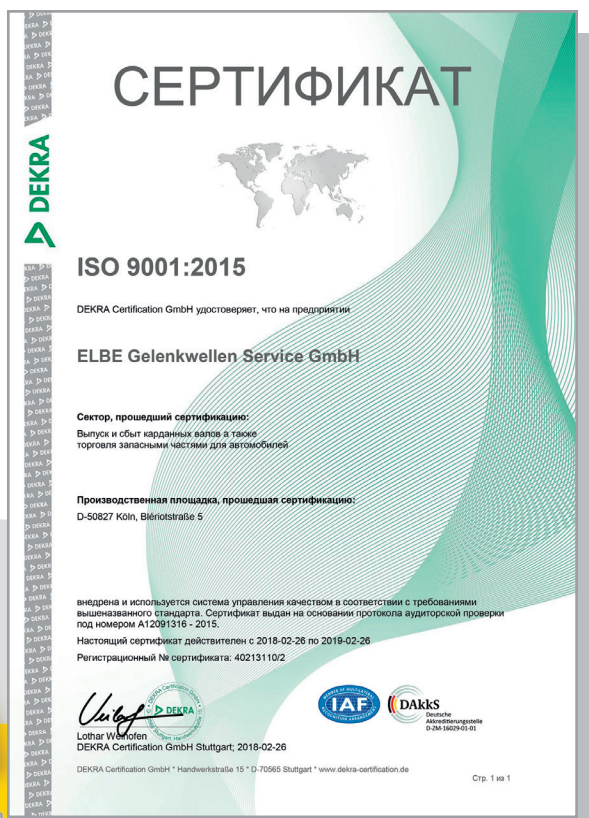 СЕРТИФИКАТ
DEKRA
ISO 9001:2015
DEKRA Certification GmbH удостоверяет, что на предприятии
ELBE Gelenkwellen Service GmbH
Сектор, прошедший сертификацию:
Выпуск и сбыт карданных валов а также
торговля запасными частями для автомобилей
Производственная площадка, прошедшая сертификацию:
D-50827 Köln, Blériotstraße 5
внедрена и используется система управления качеством в соответствии с требованиями
вышеназванного стандарта. Сертификат выдан на основании протокола аудиторской проверки
под номером A12091316 - 2015.
Настоящий сертификат действителен с 2018-02-26 по 2019-02-26
Регистрационный № сертификата: 40213110/2
DEKRA
IAF
DAkkS
Deutsche
Akkreditierungsstelle
D-ZM-16029-01-01
Lothar Weihofen
DEKRA Certification GmbH Stuttgart; 2018-02-26
DEKRA Certification GmbH * Handwerkstraße 15 * D-70565 Stuttgart * www.dekra-certification.de
Стр. 1 из 1